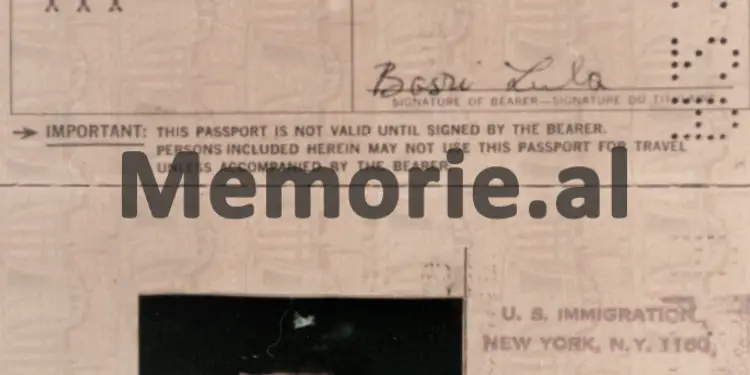 X X X
Basri Lula
SIGNATURE OF BEARER—SIGNATURE DU TITULAIRE
IMPORTANT: THIS PASSPORT IS NOT VALID UNTIL SIGNED BY THE BEARER.
PERSONS INCLUDED HEREIN MAY NOT USE THIS PASSPORT FOR TRAVEL
UNLESS ACCOMPANIED BY THE BEARER.
Memorie.al
U. S. IMMIGRATION
NEW YORK, N.Y. 1160,